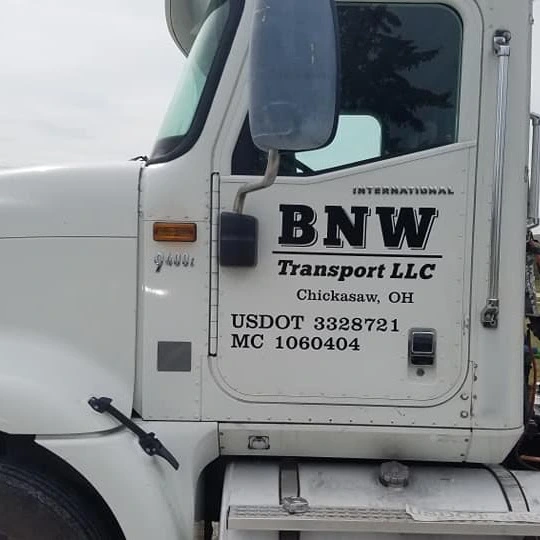 INTERNATIONAL
BNW
Transport LLC
9400i
Chickasaw, OH
USDOT 3328721
MC 1060404